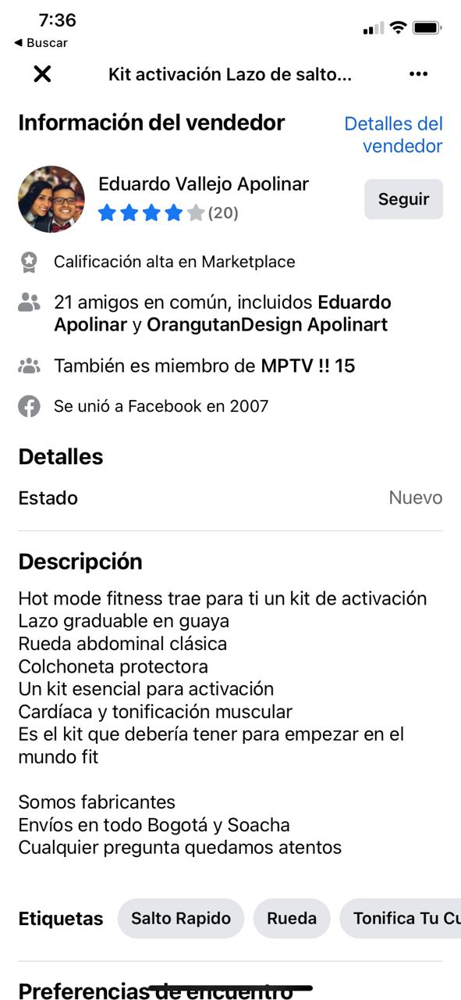 7:36
◀ Buscar
Kit activación Lazo de salto...
Información del vendedor
Detalles del
vendedor
Eduardo Vallejo Apolinar
(20)
Seguir
Calificación alta en Marketplace
21 amigos en común, incluidos Eduardo
Apolinar y OrangutanDesign Apolinart
También es miembro de MPTV !! 15
Se unió a Facebook en 2007
Detalles
Estado
Nuevo
Descripción
Hot mode fitness trae para ti un kit de activación
Lazo graduable en guaya
Rueda abdominal clásica
Colchoneta protectora
Un kit esencial para activación
Cardíaca y tonificación muscular
Es el kit que debería tener para empezar en el
mundo fit
Somos fabricantes
Envíos en todo Bogotá y Soacha
Cualquier pregunta quedamos atentos
Etiquetas
Salto Rapido
Rueda
Tonifica Tu Cu
Preferencias de encuentro